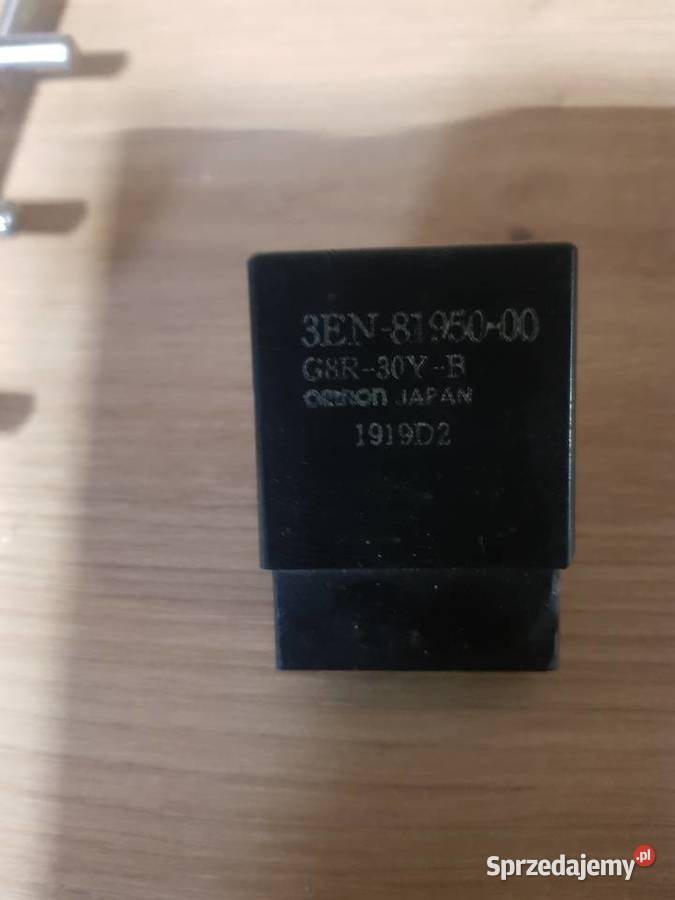 3EN-81950-00
G8R-30Y-B
OMRON JAPAN
1919D2
Sprzedajemy.pl